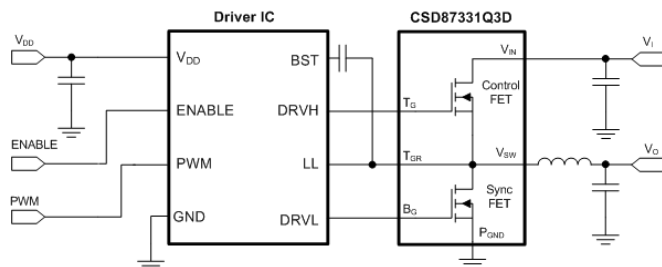 Driver IC
CSD87331Q3D
VDD
VDD
BST
VIN
VI
Control
FET
ENABLE
DRVH
TG
ENABLE
PWM
LL
TGR
VSW
VO
PWM
Sync
FET
GND
DRVL
BG
PGND